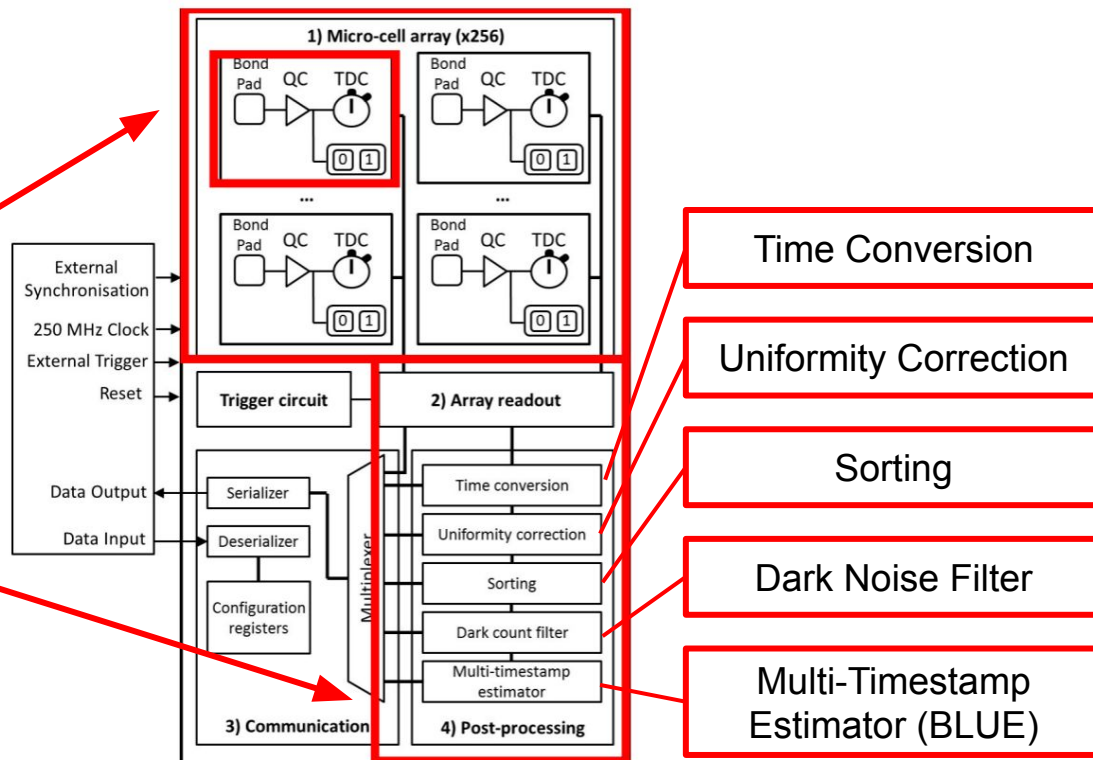 1) Micro-cell array (x256)
Bond
Pad
QC
TDC
0 1
Bond
Pad
QC
TDC
0 1
...
...
Bond
Pad
QC
TDC
0 1
Bond
Pad
QC
TDC
0 1
External
Synchronisation
250 MHz Clock
External Trigger
Reset
Data Output
Data Input
Trigger circuit
2) Array readout
Serializer
Deserializer
Configuration
registers
Multiplexer
3) Communication
Time conversion
Uniformity correction
Sorting
Dark count filter
Multi-timestamp
estimator
4) Post-processing
Time Conversion
Uniformity Correction
Sorting
Dark Noise Filter
Multi-Timestamp
Estimator (BLUE)